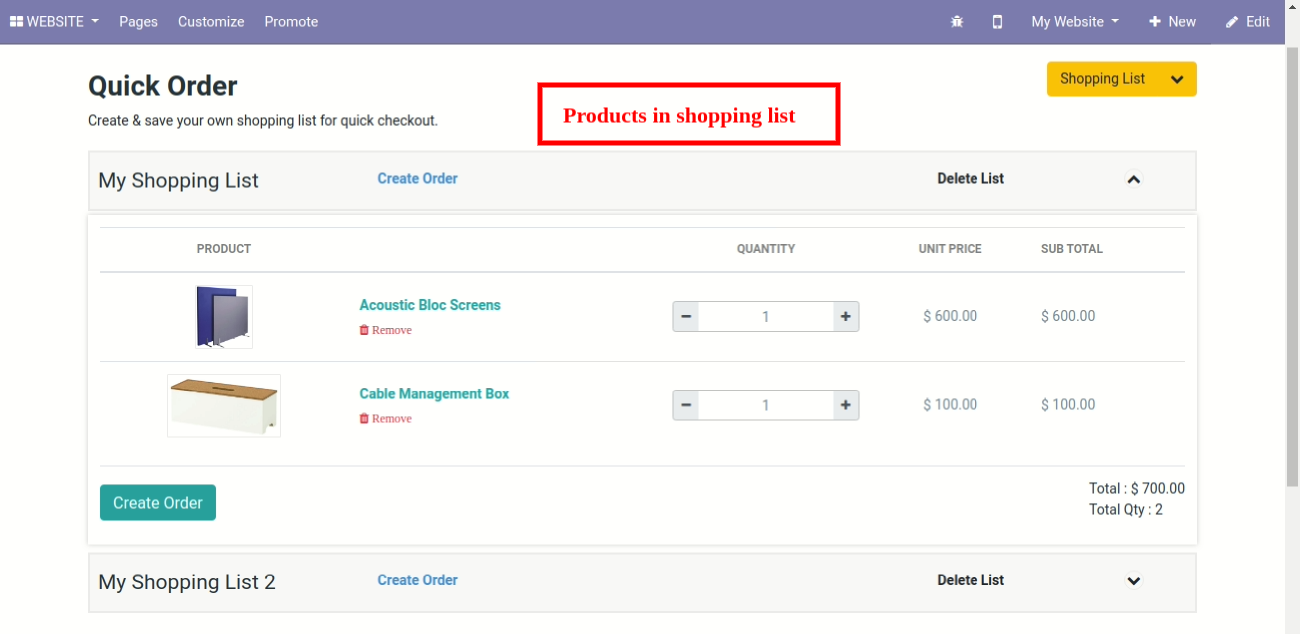 WEBSITE Pages Customize Promote My Website New Edit
Quick Order
Create & save your own shopping list for quick checkout.
Products in shopping list
Shopping List
My Shopping List Create Order Delete List
PRODUCT QUANTITY UNIT PRICE SUB TOTAL
Acoustic Bloc Screens
Remove
− 1 + $ 600.00 $ 600.00
Cable Management Box
Remove
− 1 + $ 100.00 $ 100.00
Create Order
Total : $ 700.00
Total Qty : 2
My Shopping List 2 Create Order Delete List